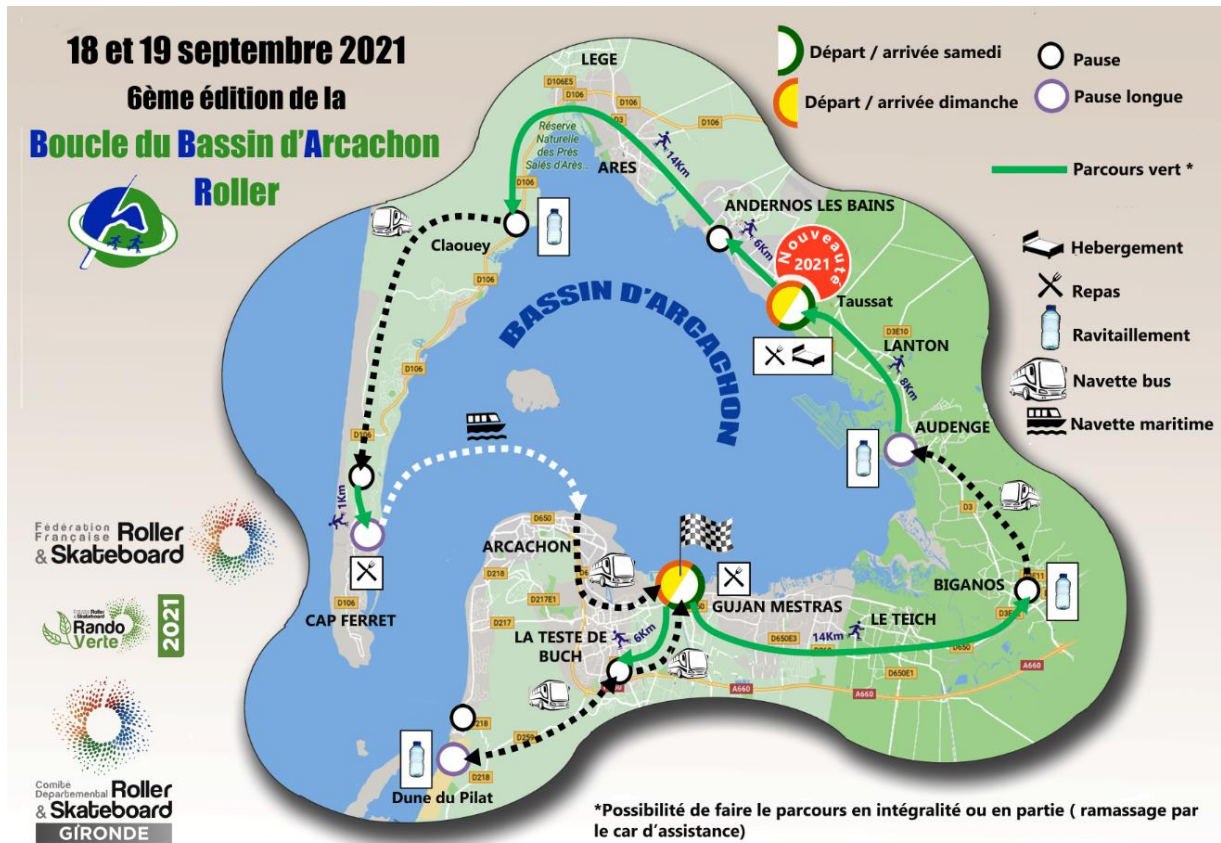 18 et 19 septembre 2021
6ème édition de la
Boucle du Bassin d'Arcachon
Roller
Départ / arrivée samedi
Départ / arrivée dimanche
Pause
Pause longue
Parcours vert *
Hebergement
Repas
Ravitaillement
Navette bus
Navette maritime
LEGE
D106E5
D106
D3
D106
Réserve
Naturelle
des Prés
Salés d'Arès...
14Km
ARES
D106
ANDERNOS LES BAINS
6Km
Nouveauté
2021
Claouey
D106
Taussat
BASSIN D'ARCACHON
D3E10
LANTON
8Km
D106
AUDENGE
D106
1Km
D3
D650
ARCACHON
D218
D217E1
BIGANOS
GUJAN MESTRAS
LE TEICH
D106
CAP FERRET
D217
LA TESTE DE
BUCH
6Km
14Km
D650E3
D650
A660
A660
D650E1
D218
D259
D218
Dune du Pilat
Fédération
Française Roller
& Skateboard
Rando
Verte
2021
Comité
Departemental Roller
& Skateboard
GIRONDE
*Possibilité de faire le parcours en intégralité ou en partie ( ramassage par
le car d'assistance)